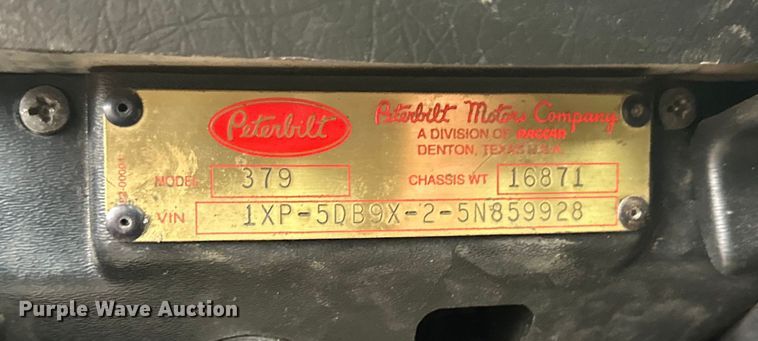 Peterbilt
Peterbilt Motors Company
A DIVISION OF PACCAR
DENTON, TEXAS U.S.A.
MODEL 379 CHASSIS WT 16871
VIN 1XP-5DB9X-2-5N859928
Purple Wave Auction